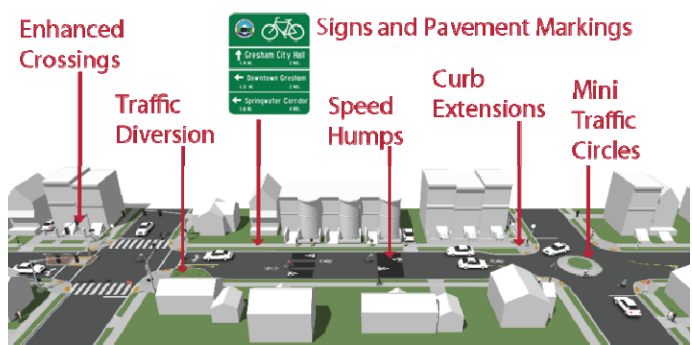 Enhanced
Crossings
Traffic
Diversion
Gresham City Hall
Downtown Gresham
Springwater Corridor
Signs and Pavement Markings
Speed
Humps
Curb
Extensions
Mini
Traffic
Circles